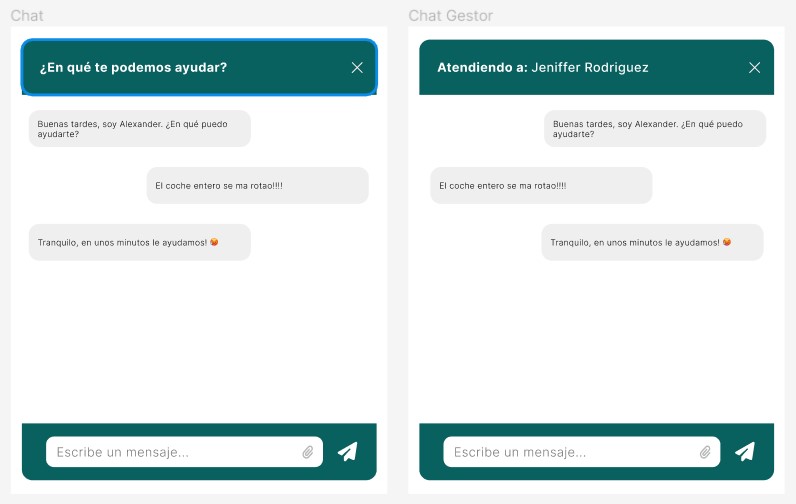 Chat
¿En qué te podemos ayudar?
Buenas tardes, soy Alexander. ¿En qué puedo
ayudarte?
El coche entero se ma rotao!!!!
Tranquilo, en unos minutos le ayudamos! 🥵
Escribe un mensaje...
Chat Gestor
Atendiendo a: Jeniffer Rodriguez
Buenas tardes, soy Alexander. ¿En qué puedo
ayudarte?
El coche entero se ma rotao!!!!
Tranquilo, en unos minutos le ayudamos! 🥵
Escribe un mensaje...